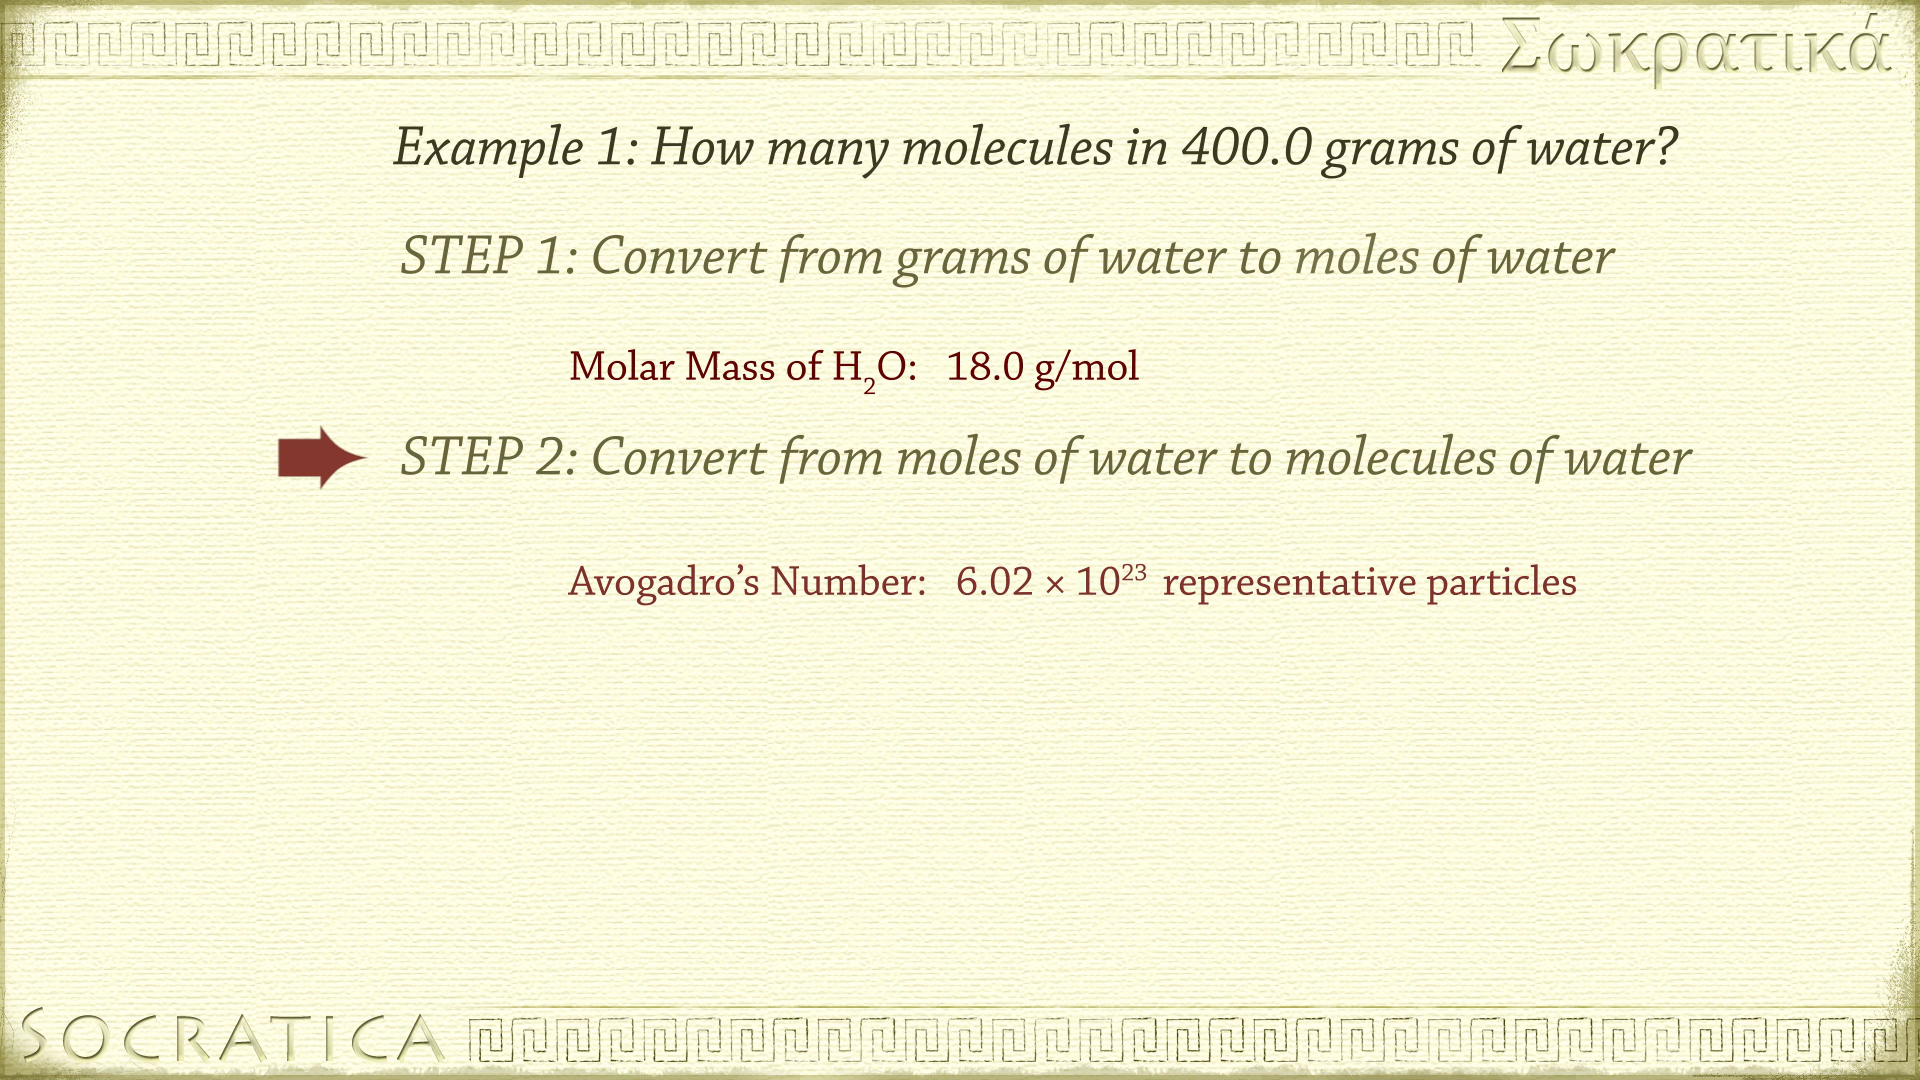 Σωκρατικά
Example 1: How many molecules in 400.0 grams of water?
STEP 1: Convert from grams of water to moles of water
Molar Mass of H₂O: 18.0 g/mol
STEP 2: Convert from moles of water to molecules of water
Avogadro’s Number: 6.02 × 10²³ representative particles
SOCRATICA